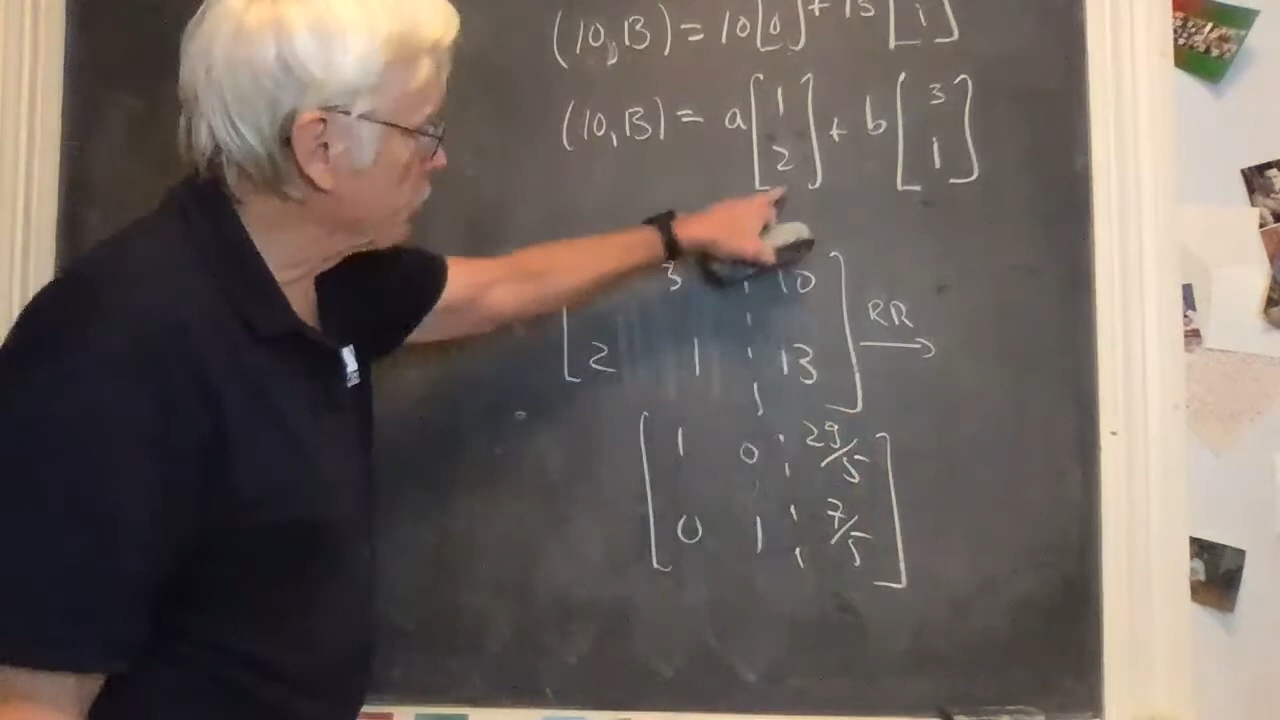 (10,13) = 10[0] + 13[1]
(10,13) = a[1 2] + b[3 1]
3 10
2 1 13 RR →
1 0 29/5
0 1 7/5